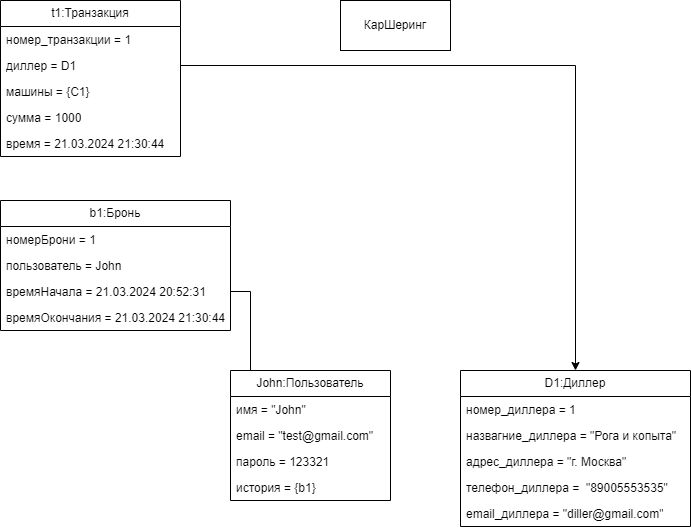 t1:Транзакция
номер_транзакции = 1
диллер = D1
машины = {C1}
сумма = 1000
время = 21.03.2024 21:30:44
КарШеринг
b1:Бронь
номерБрони = 1
пользователь = John
времяНачала = 21.03.2024 20:52:31
времяОкончания = 21.03.2024 21:30:44
John:Пользователь
имя = "John"
email = "test@gmail.com"
пароль = 123321
история = {b1}
D1:Диллер
номер_диллера = 1
назвагние_диллера = "Рога и копыта"
адрес_диллера = "г. Москва"
телефон_диллера = "89005553535"
email_диллера = "diller@gmail.com"